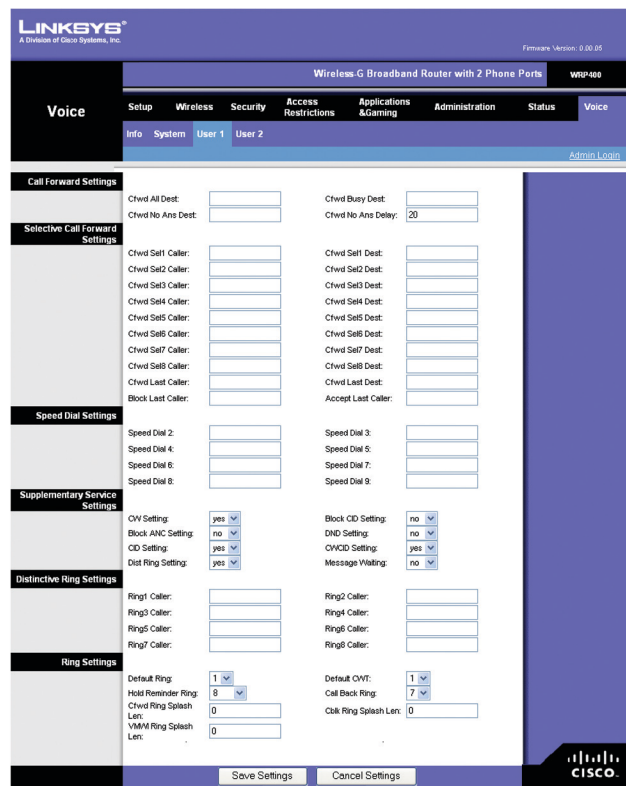 LINKSYS®
A Division of Cisco Systems, Inc.
Firmware Version: 0.00.05
Wireless-G Broadband Router with 2 Phone Ports WRP400
Voice
Setup Wireless Security Access Restrictions Applications &Gaming Administration Status Voice
Info System User 1 User 2
Admin Login
Call Forward Settings
Cfwd All Dest: Cfwd Busy Dest:
Cfwd No Ans Dest: Cfwd No Ans Delay: 20
Selective Call Forward Settings
Cfwd Sel1 Caller: Cfwd Sel1 Dest:
Cfwd Sel2 Caller: Cfwd Sel2 Dest:
Cfwd Sel3 Caller: Cfwd Sel3 Dest:
Cfwd Sel4 Caller: Cfwd Sel4 Dest:
Cfwd Sel5 Caller: Cfwd Sel5 Dest:
Cfwd Sel6 Caller: Cfwd Sel6 Dest:
Cfwd Sel7 Caller: Cfwd Sel7 Dest:
Cfwd Sel8 Caller: Cfwd Sel8 Dest:
Cfwd Last Caller: Cfwd Last Dest:
Block Last Caller: Accept Last Caller:
Speed Dial Settings
Speed Dial 2: Speed Dial 3:
Speed Dial 4: Speed Dial 5:
Speed Dial 6: Speed Dial 7:
Speed Dial 8: Speed Dial 9:
Supplementary Service Settings
CW Setting: yes Block CID Setting: no
Block ANC Setting: no DND Setting: no
CID Setting: yes CWCID Setting: yes
Dist Ring Setting: yes Message Waiting: no
Distinctive Ring Settings
Ring1 Caller: Ring2 Caller:
Ring3 Caller: Ring4 Caller:
Ring5 Caller: Ring6 Caller:
Ring7 Caller: Ring8 Caller:
Ring Settings
Default Ring: 1 Default CWT: 1
Hold Reminder Ring: 8 Call Back Ring: 7
Cfwd Ring Splash Len: 0 Cblk Ring Splash Len: 0
VMWI Ring Splash Len: 0
Save Settings Cancel Settings
CISCO